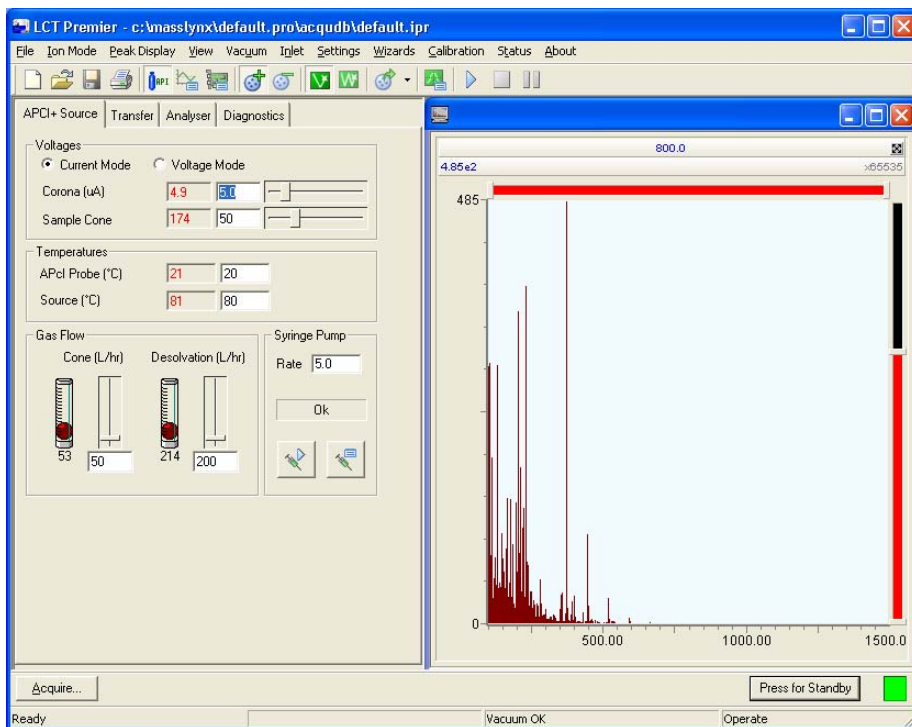 LCT Premier - c:\masslynx\default.pro\acqudb\default.ipr
File Ion Mode Peak Display View Vacuum Inlet Settings Wizards Calibration Status About
API
APCI+ Source Transfer Analyser Diagnostics
Voltages
Current Mode Voltage Mode
Corona (uA) 4.9 5.0
Sample Cone 174 50
Temperatures
APcI Probe (°C) 21 20
Source (°C) 81 80
Gas Flow
Cone (L/hr) Desolvation (L/hr)
53 50 214 200
Syringe Pump
Rate 5.0
Ok
800.0
4.85e2 x65535
485
0
500.00 1000.00 1500.0
Acquire... Press for Standby
Ready Vacuum OK Operate